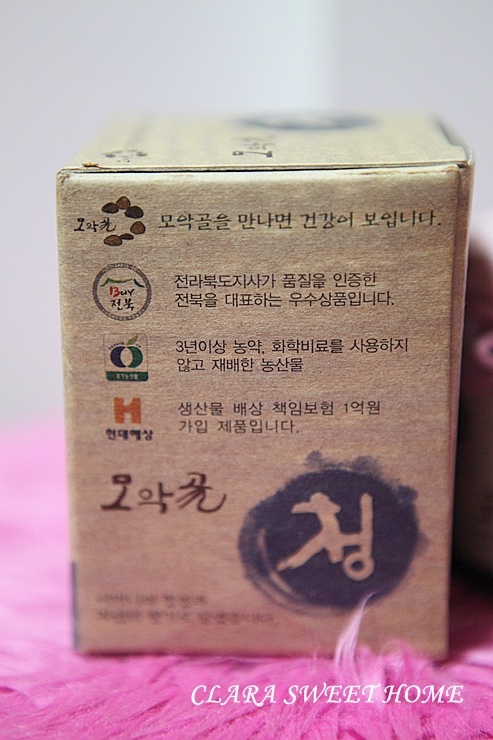 모악골
모악골을 만나면 건강이 보입니다.
Buy
전북
전라북도지사가 품질을 인증한
전북을 대표하는 우수상품입니다.
3년이상 농약, 화학비료를 사용하지
않고 재배한 농산물
현대해상
생산물 배상 책임보험 1억원
가입 제품입니다.
모악골
청
CLARA SWEET HOME